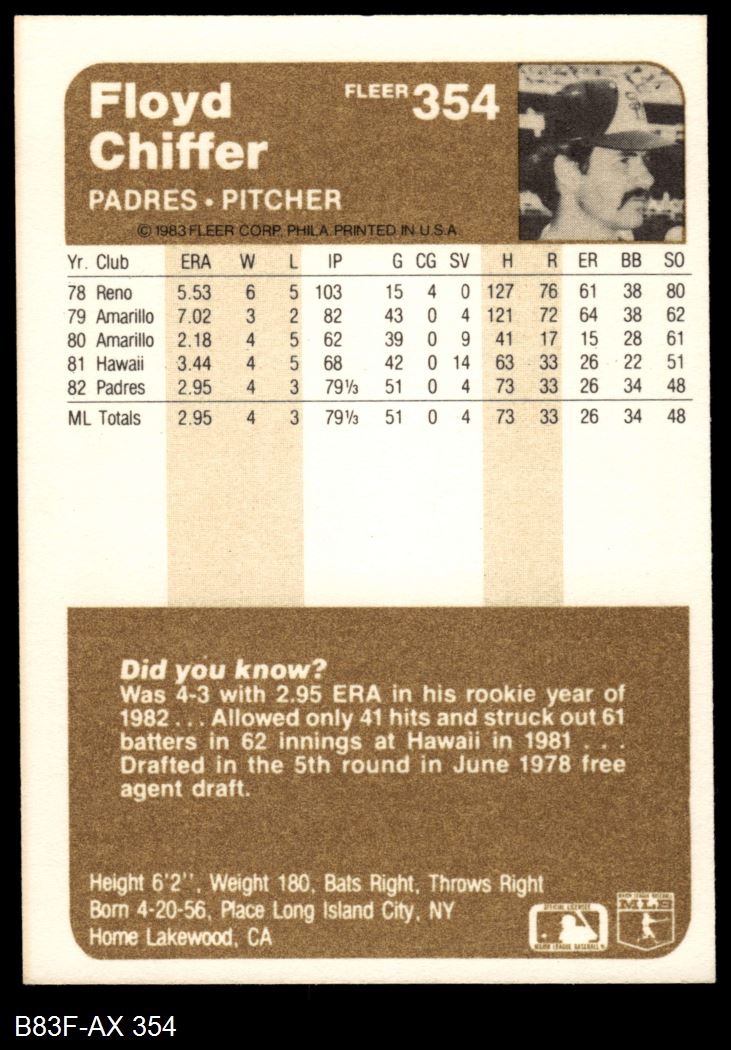 Floyd
Chiffer
FLEER 354
PADRES • PITCHER
© 1983 FLEER CORP. PHILA. PRINTED IN U.S.A.
Yr. Club ERA W L IP G CG SV H R ER BB SO
78 Reno 5.53 6 5 103 15 4 0 127 76 61 38 80
79 Amarillo 7.02 3 2 82 43 0 4 121 72 64 38 62
80 Amarillo 2.18 4 5 62 39 0 9 41 17 15 28 61
81 Hawaii 3.44 4 5 68 42 0 14 63 33 26 22 51
82 Padres 2.95 4 3 79⅓ 51 0 4 73 33 26 34 48
ML Totals 2.95 4 3 79⅓ 51 0 4 73 33 26 34 48
Did you know?
Was 4-3 with 2.95 ERA in his rookie year of
1982 . . . Allowed only 41 hits and struck out 61
batters in 62 innings at Hawaii in 1981 . . .
Drafted in the 5th round in June 1978 free
agent draft.
Height 6'2'', Weight 180, Bats Right, Throws Right
Born 4-20-56, Place Long Island City, NY
Home Lakewood, CA
OFFICIAL LICENSEE
MAJOR LEAGUE BASEBALL
MAJOR LEAGUE BASEBALL
B83F-AX 354